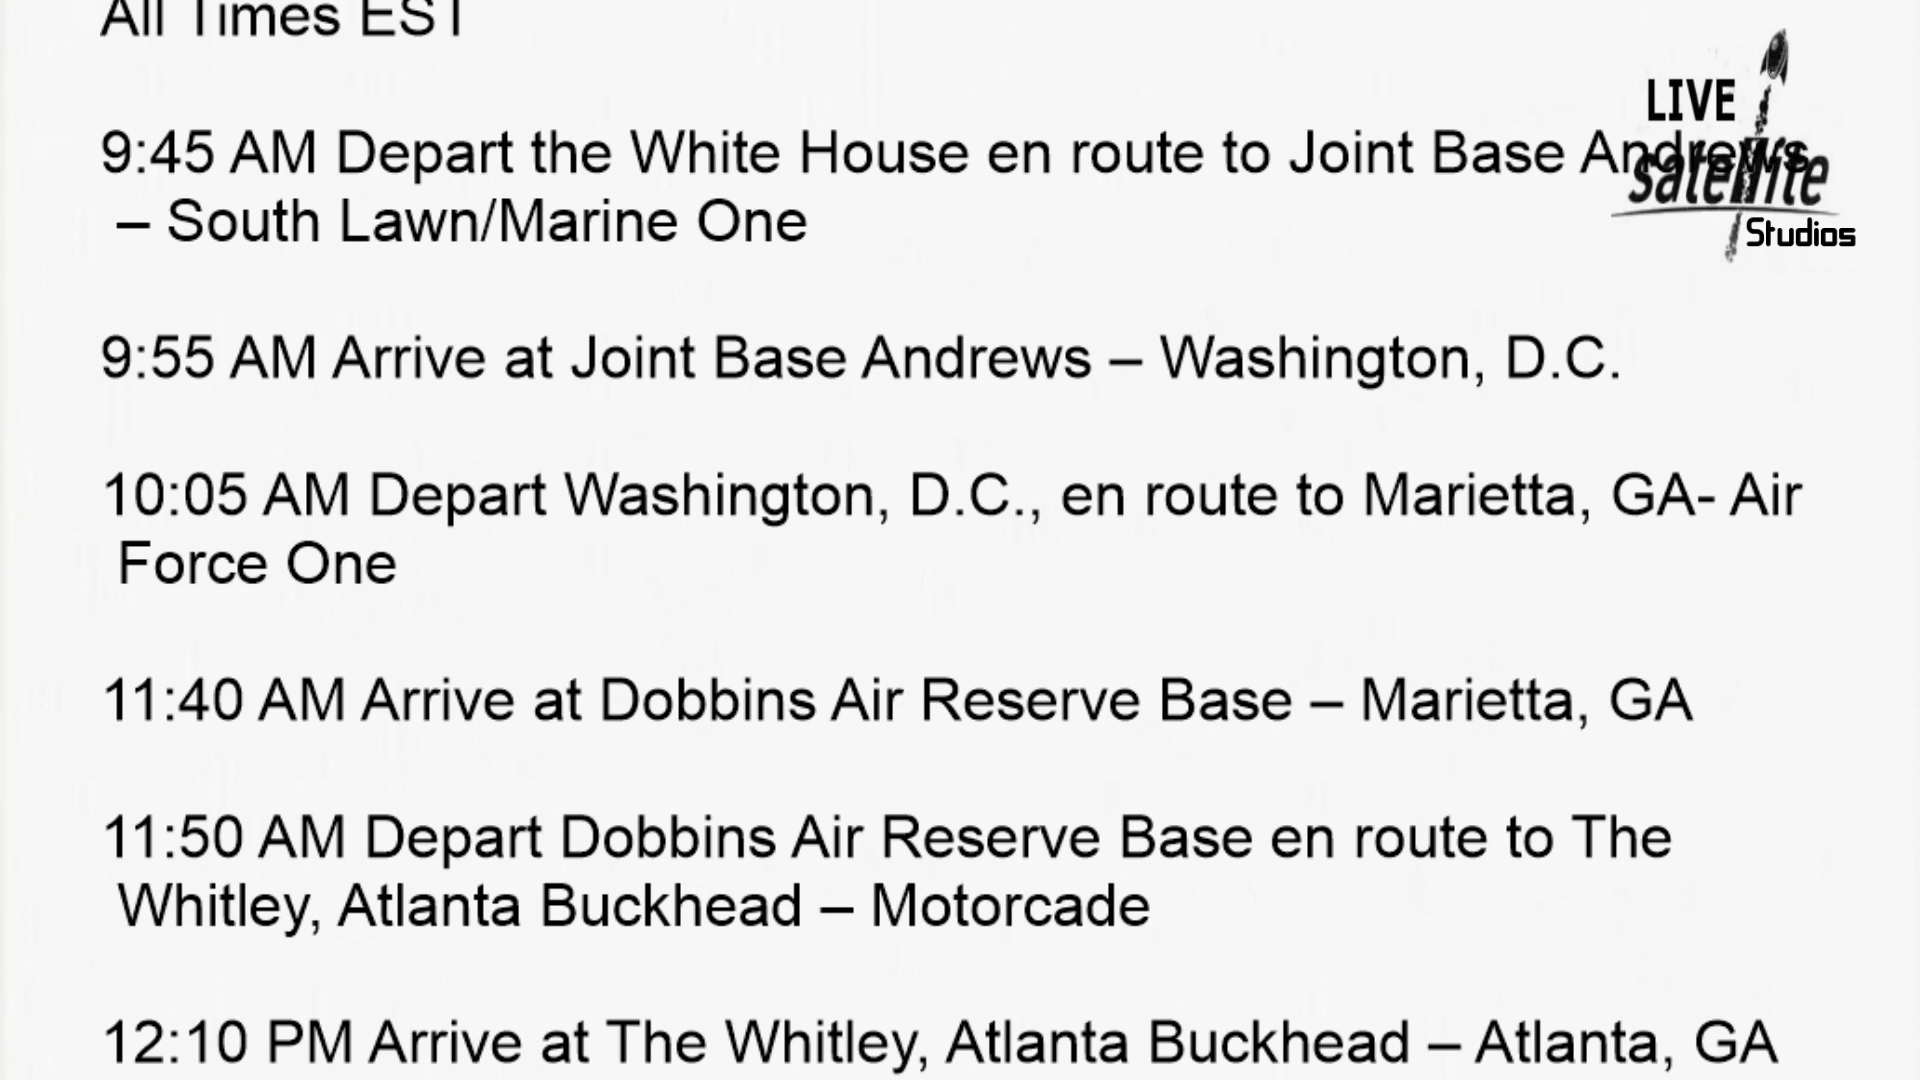 All Times EST
9:45 AM Depart the White House en route to Joint Base Andrews
– South Lawn/Marine One
9:55 AM Arrive at Joint Base Andrews – Washington, D.C.
10:05 AM Depart Washington, D.C., en route to Marietta, GA- Air
Force One
11:40 AM Arrive at Dobbins Air Reserve Base – Marietta, GA
11:50 AM Depart Dobbins Air Reserve Base en route to The
Whitley, Atlanta Buckhead – Motorcade
12:10 PM Arrive at The Whitley, Atlanta Buckhead – Atlanta, GA
LIVE
satellite
Studios